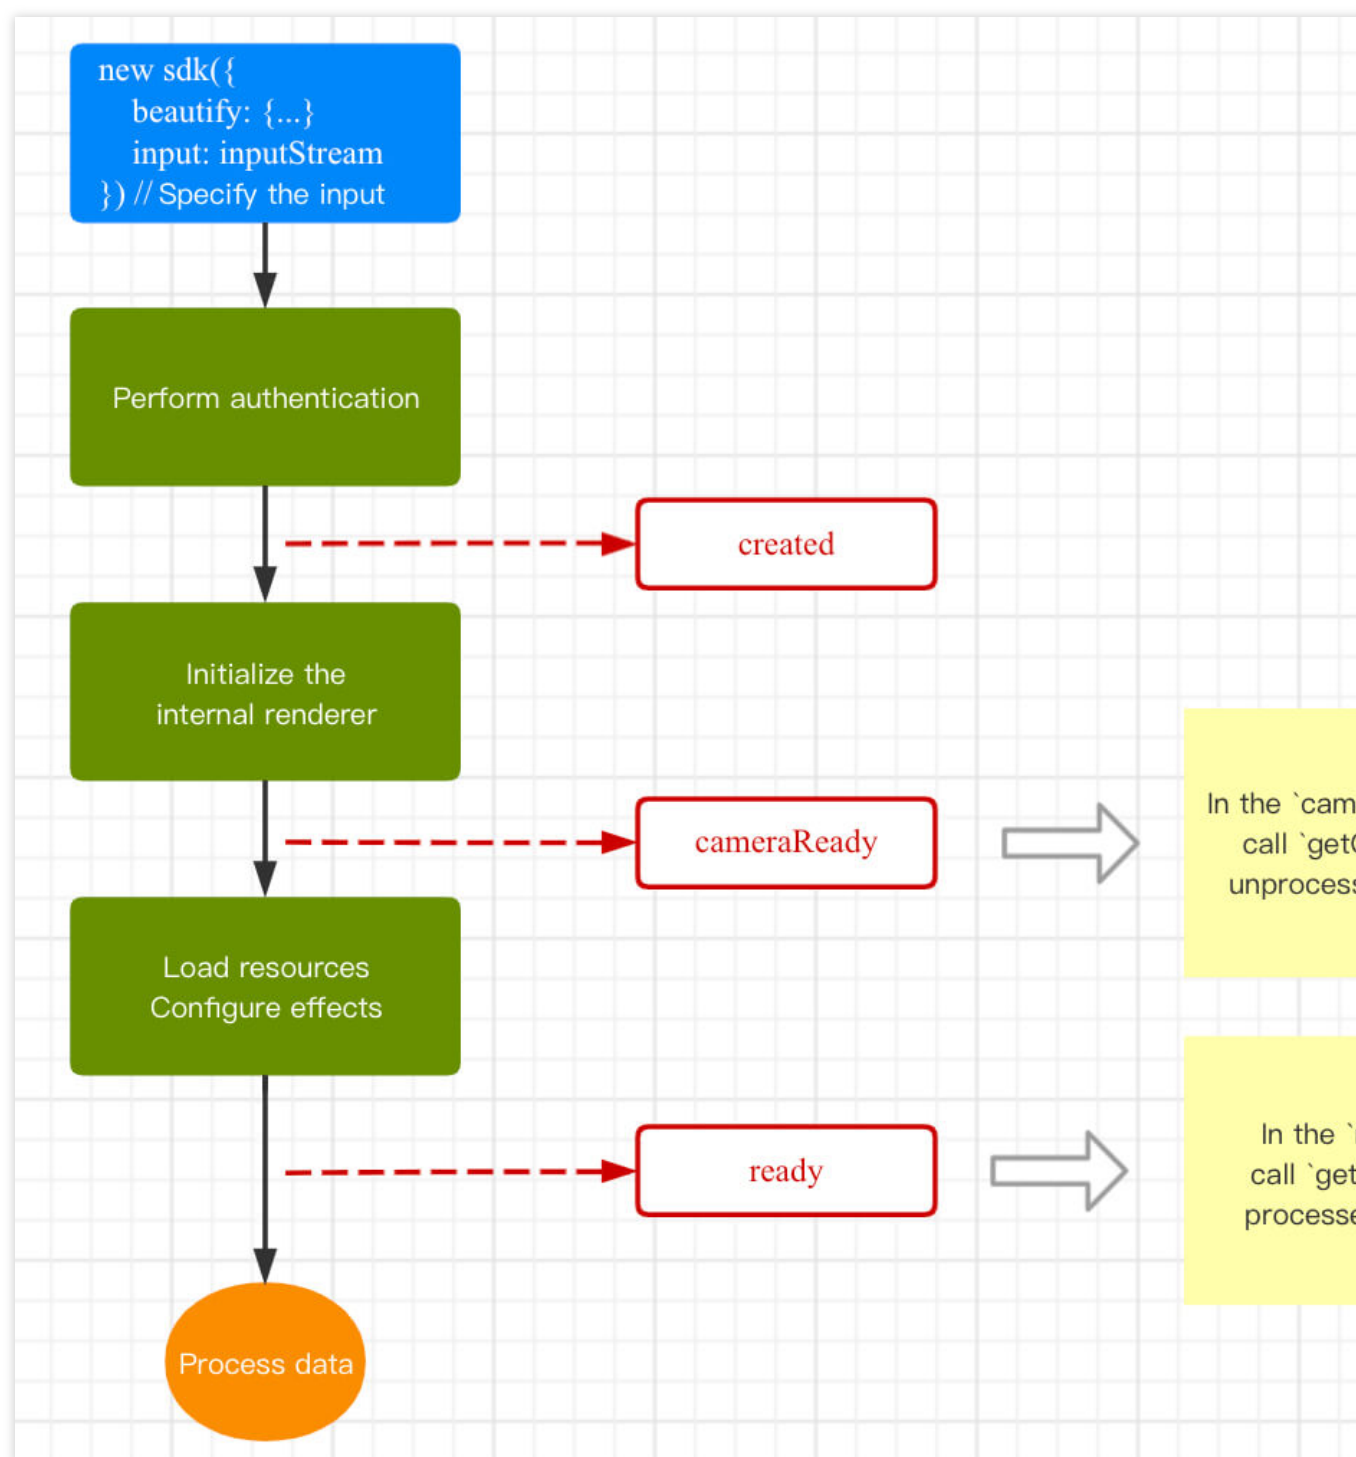 new sdk({
beautify: {...}
input: inputStream
}) // Specify the input
Perform authentication
created
Initialize the
internal renderer
cameraReady
In the `cam
call `get
unprocess
Load resources
Configure effects
In the `
call `get
processe
ready
Process data